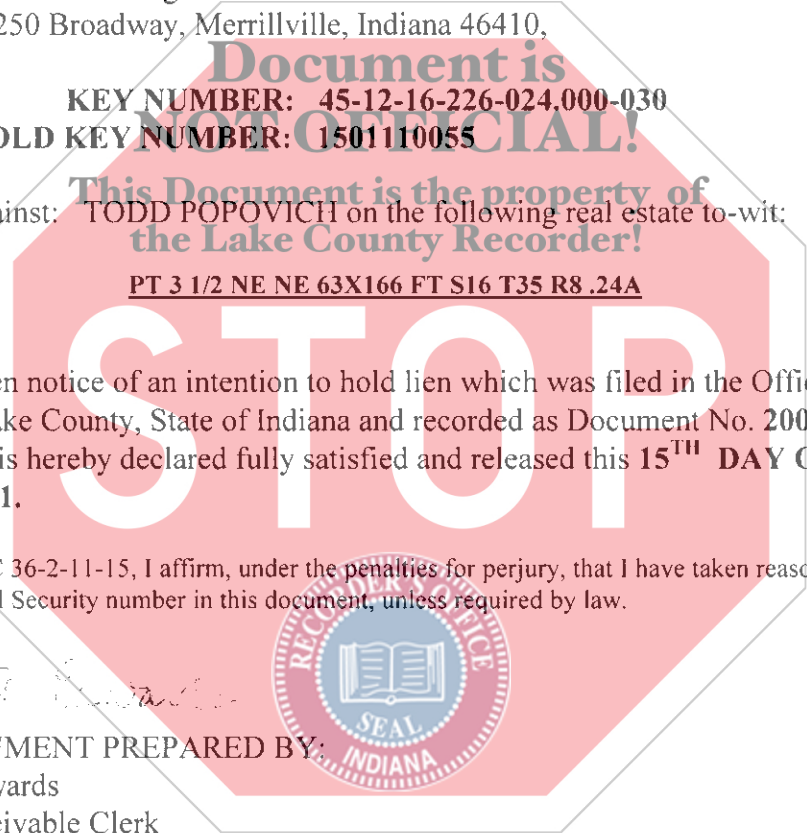 250 Broadway, Merrillville, Indiana 46410,
Document is
KEY NUMBER: 45-12-16-226-024.000-030
NOT OFFICIAL!
OLD KEY NUMBER: 1501110055
This Document is the property of
ainst: TODD POPOVICH on the following real estate to-wit:
the Lake County Recorder!
PT 3 1/2 NE NE 63X166 FT S16 T35 R8 .24A
STOP
en notice of an intention to hold lien which was filed in the Offi
ake County, State of Indiana and recorded as Document No. 200
is hereby declared fully satisfied and released this 15TH DAY O
1.
C 36-2-11-15, I affirm, under the penalties for perjury, that I have taken reaso
l Security number in this document, unless required by law.
RECORDER'S OFFICE
SEAL
INDIANA
UMENT PREPARED BY:
wards
eivable Clerk